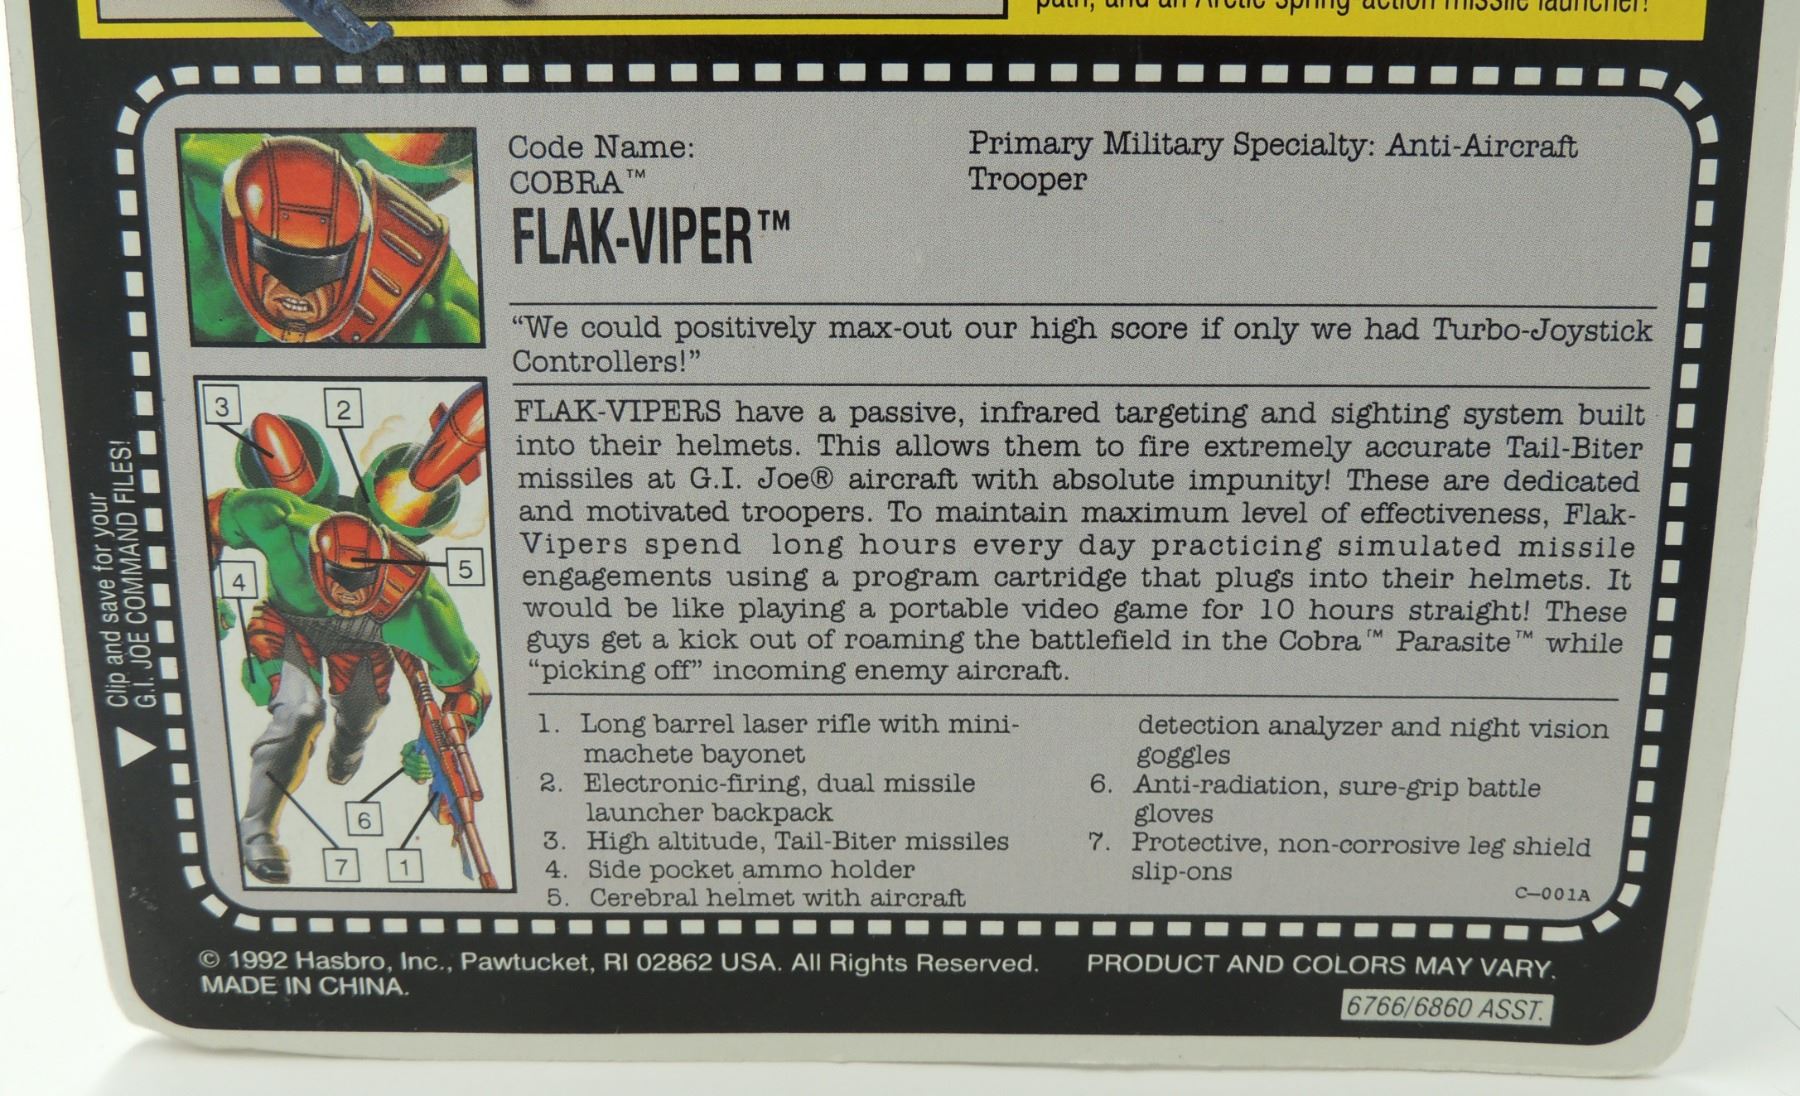 path, and an Arctic spring-action missile launcher!
Code Name:
COBRA™
FLAK-VIPER™
Primary Military Specialty: Anti-Aircraft
Trooper
“We could positively max-out our high score if only we had Turbo-Joystick
Controllers!”
FLAK-VIPERS have a passive, infrared targeting and sighting system built
into their helmets. This allows them to fire extremely accurate Tail-Biter
missiles at G.I. Joe® aircraft with absolute impunity! These are dedicated
and motivated troopers. To maintain maximum level of effectiveness, Flak-
Vipers spend long hours every day practicing simulated missile
engagements using a program cartridge that plugs into their helmets. It
would be like playing a portable video game for 10 hours straight! These
guys get a kick out of roaming the battlefield in the Cobra™ Parasite™ while
“picking off” incoming enemy aircraft.
1. Long barrel laser rifle with mini-
machete bayonet
2. Electronic-firing, dual missile
launcher backpack
3. High altitude, Tail-Biter missiles
4. Side pocket ammo holder
5. Cerebral helmet with aircraft
detection analyzer and night vision
goggles
6. Anti-radiation, sure-grip battle
gloves
7. Protective, non-corrosive leg shield
slip-ons
C-001A
3
2
5
4
6
7
1
Clip and save for your
G.I. JOE COMMAND FILES!
© 1992 Hasbro, Inc., Pawtucket, RI 02862 USA. All Rights Reserved.
MADE IN CHINA.
PRODUCT AND COLORS MAY VARY.
6766/6860 ASST.